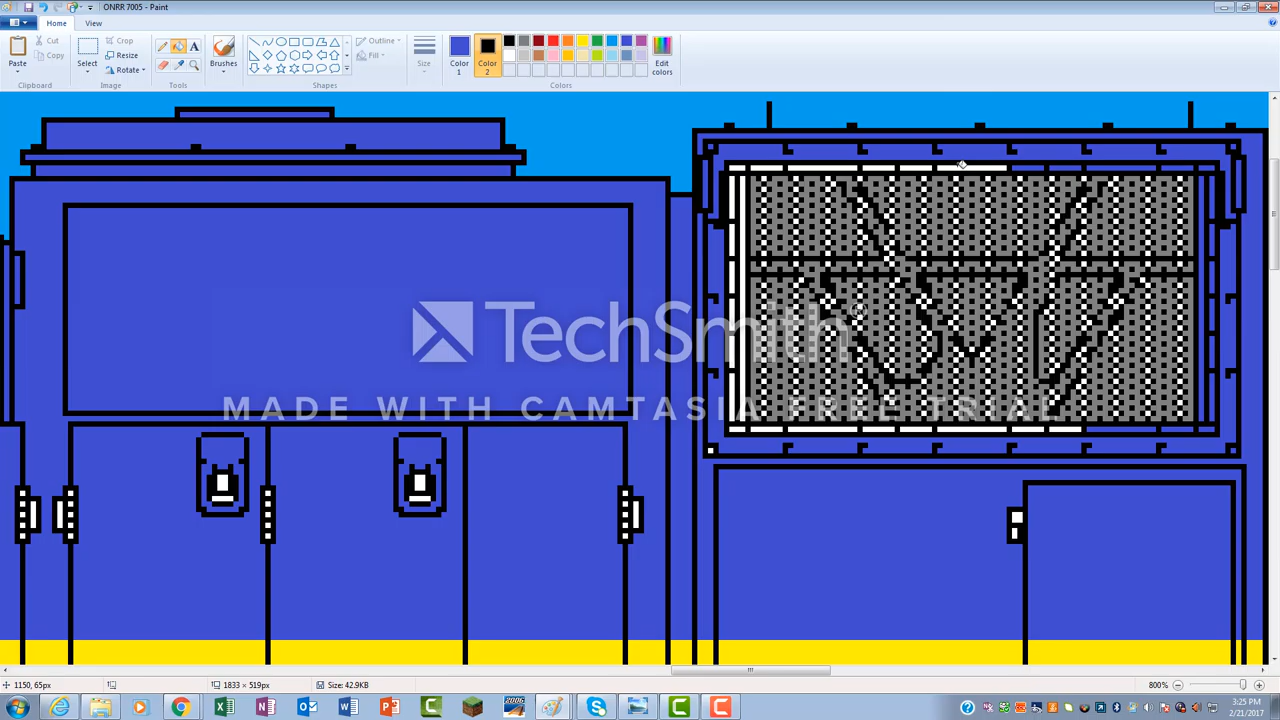 ONRR 7005 - Paint
Home View
Cut
Copy
Paste
Crop
Resize
Rotate
Select
A
Brushes
Outline
Fill
Size
Color 1
Color 2
Edit colors
Clipboard Image Tools Shapes Colors
TechSmith®
MADE WITH CAMTASIA FREE TRIAL
1150, 65px
1833 × 519px
Size: 42.9KB
800%
2006
3:25 PM
2/21/2017